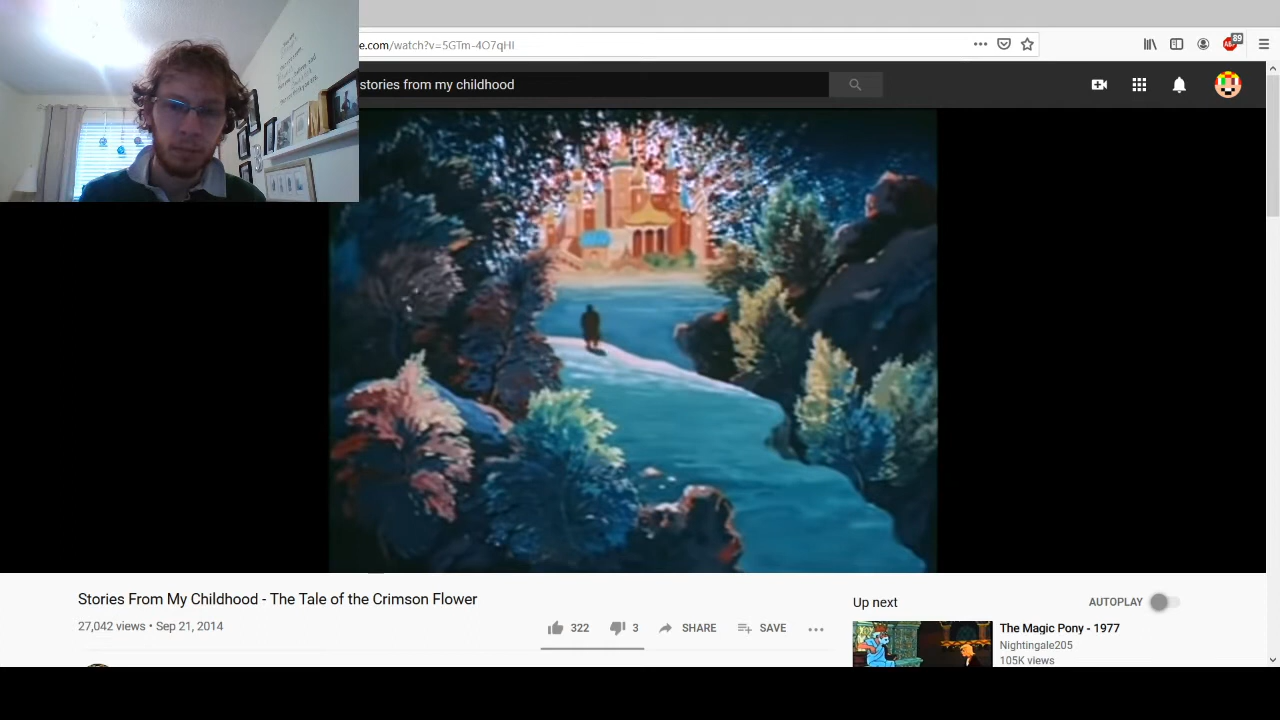 e.com/watch?v=5GTm-4O7qHI
89
stories from my childhood
Stories From My Childhood - The Tale of the Crimson Flower
27,042 views • Sep 21, 2014
322
3
SHARE
SAVE
Up next
AUTOPLAY
The Magic Pony - 1977
Nightingale205
105K views